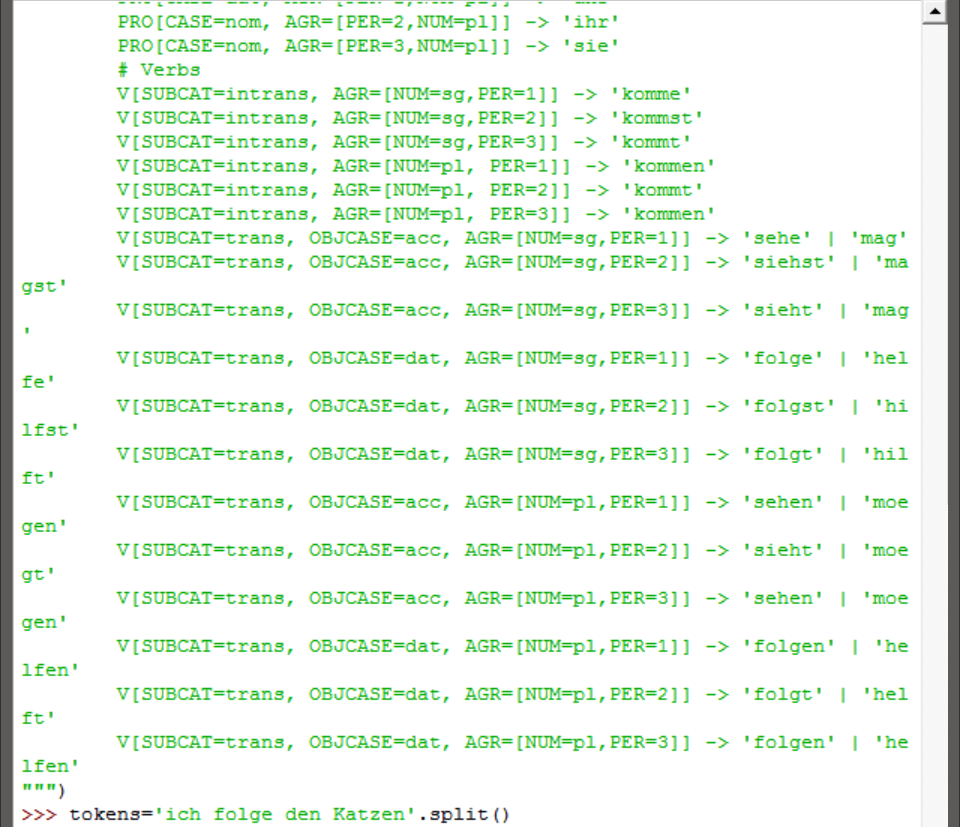 PRO[CASE=nom, AGR=[PER=2,NUM=pl]] -> 'ihr'
PRO[CASE=nom, AGR=[PER=3,NUM=pl]] -> 'sie'
# Verbs
V[SUBCAT=intrans, AGR=[NUM=sg,PER=1]] -> 'komme'
V[SUBCAT=intrans, AGR=[NUM=sg,PER=2]] -> 'kommst'
V[SUBCAT=intrans, AGR=[NUM=sg,PER=3]] -> 'kommt'
V[SUBCAT=intrans, AGR=[NUM=pl, PER=1]] -> 'kommen'
V[SUBCAT=intrans, AGR=[NUM=pl, PER=2]] -> 'kommt'
V[SUBCAT=intrans, AGR=[NUM=pl, PER=3]] -> 'kommen'
V[SUBCAT=trans, OBJCASE=acc, AGR=[NUM=sg,PER=1]] -> 'sehe' | 'mag'
V[SUBCAT=trans, OBJCASE=acc, AGR=[NUM=sg,PER=2]] -> 'siehst' | 'ma
gst'
V[SUBCAT=trans, OBJCASE=acc, AGR=[NUM=sg,PER=3]] -> 'sieht' | 'mag
'
V[SUBCAT=trans, OBJCASE=dat, AGR=[NUM=sg,PER=1]] -> 'folge' | 'hel
fe'
V[SUBCAT=trans, OBJCASE=dat, AGR=[NUM=sg,PER=2]] -> 'folgst' | 'hi
lfst'
V[SUBCAT=trans, OBJCASE=dat, AGR=[NUM=sg,PER=3]] -> 'folgt' | 'hil
ft'
V[SUBCAT=trans, OBJCASE=acc, AGR=[NUM=pl,PER=1]] -> 'sehen' | 'moe
gen'
V[SUBCAT=trans, OBJCASE=acc, AGR=[NUM=pl,PER=2]] -> 'sieht' | 'moe
gt'
V[SUBCAT=trans, OBJCASE=acc, AGR=[NUM=pl,PER=3]] -> 'sehen' | 'moe
gen'
V[SUBCAT=trans, OBJCASE=dat, AGR=[NUM=pl,PER=1]] -> 'folgen' | 'he
lfen'
V[SUBCAT=trans, OBJCASE=dat, AGR=[NUM=pl,PER=2]] -> 'folgt' | 'hel
ft'
V[SUBCAT=trans, OBJCASE=dat, AGR=[NUM=pl,PER=3]] -> 'folgen' | 'he
lfen'
""")
>>> tokens='ich folge den Katzen'.split()